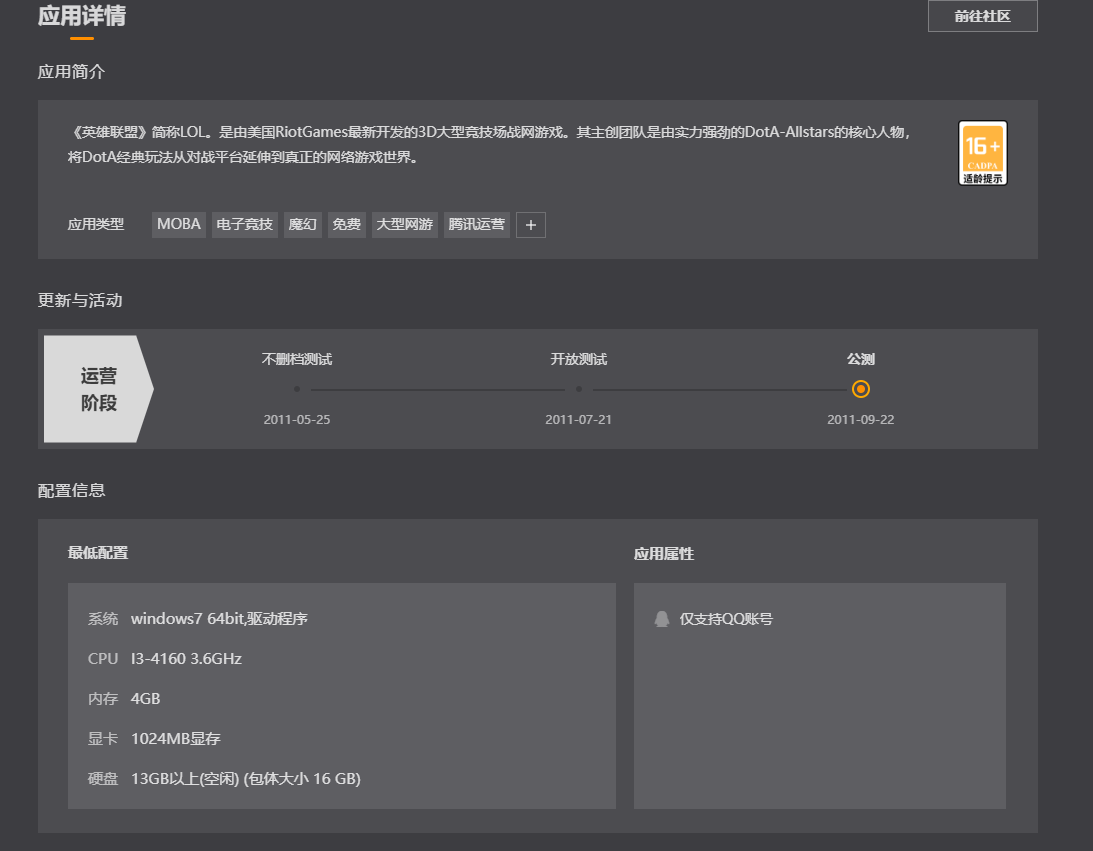 应用详情
前往社区
应用简介
《英雄联盟》简称LOL。是由美国RiotGames最新开发的3D大型竞技场战网游戏。其主创团队是由实力强劲的DotA-Allstars的核心人物，
将DotA经典玩法从对战平台延伸到真正的网络游戏世界。
16+
CADPA
适龄提示
应用类型 MOBA 电子竞技 魔幻 免费 大型网游 腾讯运营 +
更新与活动
运营
阶段
不删档测试 开放测试 公测
2011-05-25 2011-07-21 2011-09-22
配置信息
最低配置
系统 windows7 64bit,驱动程序
CPU I3-4160 3.6GHz
内存 4GB
显卡 1024MB显存
硬盘 13GB以上(空闲) (包体大小 16 GB)
应用属性
仅支持QQ账号